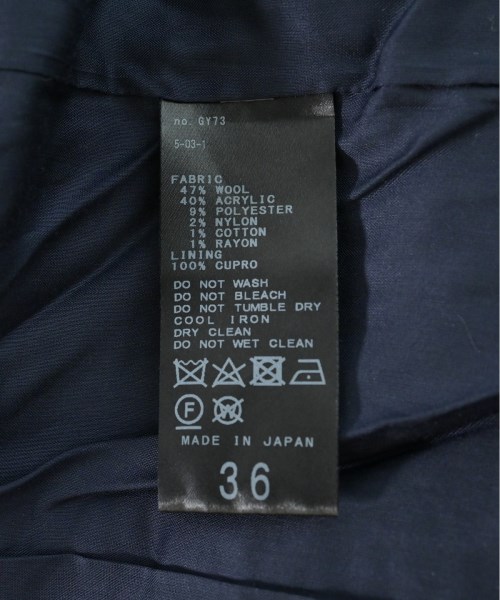 no. GY73
5-03-1
FABRIC
47% WOOL
40% ACRYLIC
9% POLYESTER
2% NYLON
1% COTTON
1% RAYON
LINING
100% CUPRO
DO NOT WASH
DO NOT BLEACH
DO NOT TUMBLE DRY
COOL IRON
DRY CLEAN
DO NOT WET CLEAN
F W
MADE IN JAPAN
36